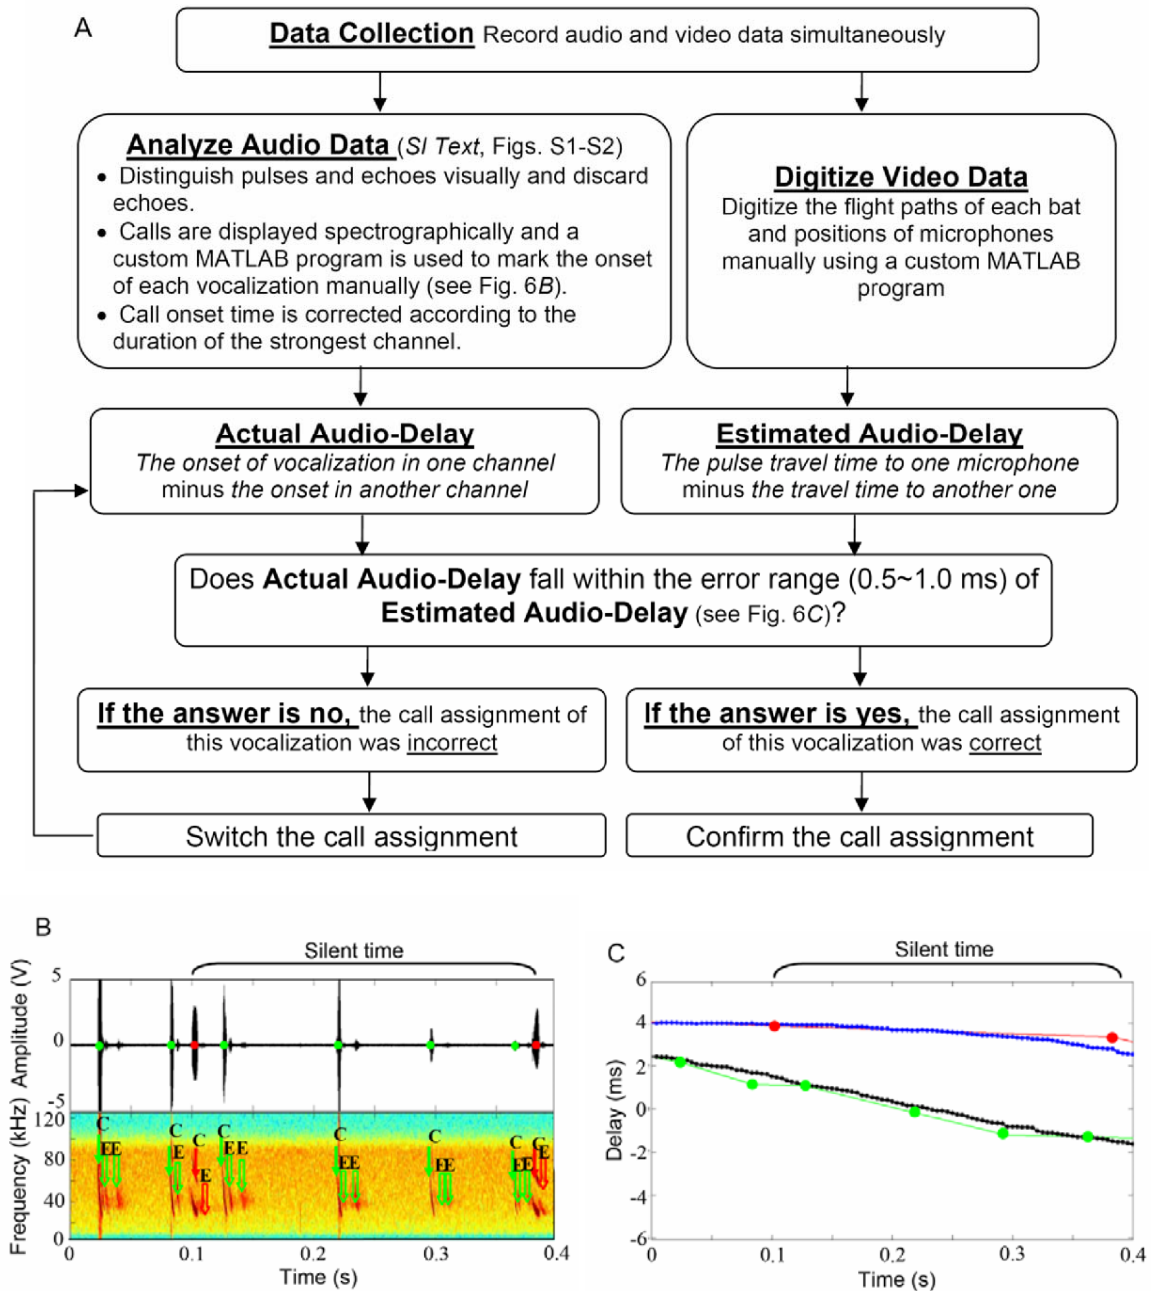 A
Data Collection Record audio and video data simultaneously
Analyze Audio Data (SI Text, Figs. S1-S2)
• Distinguish pulses and echoes visually and discard
echoes.
• Calls are displayed spectrographically and a
custom MATLAB program is used to mark the onset
of each vocalization manually (see Fig. 6B).
• Call onset time is corrected according to the
duration of the strongest channel.
Digitize Video Data
Digitize the flight paths of each bat
and positions of microphones
manually using a custom MATLAB
program
Actual Audio-Delay
The onset of vocalization in one channel
minus the onset in another channel
Estimated Audio-Delay
The pulse travel time to one microphone
minus the travel time to another one
Does Actual Audio-Delay fall within the error range (0.5~1.0 ms) of
Estimated Audio-Delay (see Fig. 6C)?
If the answer is no, the call assignment of
this vocalization was incorrect
If the answer is yes, the call assignment
of this vocalization was correct
Switch the call assignment
Confirm the call assignment
B
Silent time
Amplitude (V)
5
0
-5
Frequency (kHz)
120
80
40
0
C E E C E C E C E E C E E C E E C E E C E
0 0.1 0.2 0.3 0.4
Time (s)
C
Silent time
Delay (ms)
6
4
2
0
-2
-4
-6
0 0.1 0.2 0.3 0.4
Time (s)